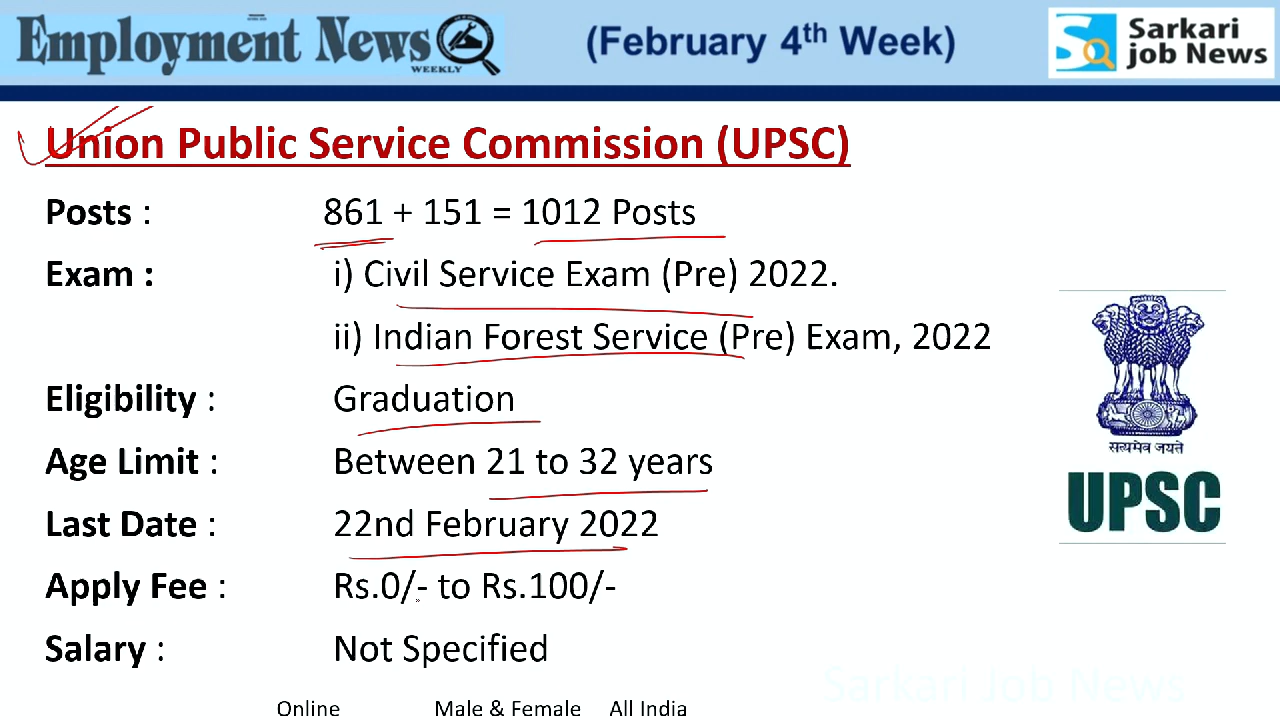 Employment News
WEEKLY
(February 4th Week)
Sarkari
job News
Union Public Service Commission (UPSC)
Posts : 861 + 151 = 1012 Posts
Exam : i) Civil Service Exam (Pre) 2022.
ii) Indian Forest Service (Pre) Exam, 2022
Eligibility : Graduation
Age Limit : Between 21 to 32 years
Last Date : 22nd February 2022
Apply Fee : Rs.0/- to Rs.100/-
Salary : Not Specified
सत्यमेव जयते
UPSC
Sarkari Job News
Online Male & Female All India